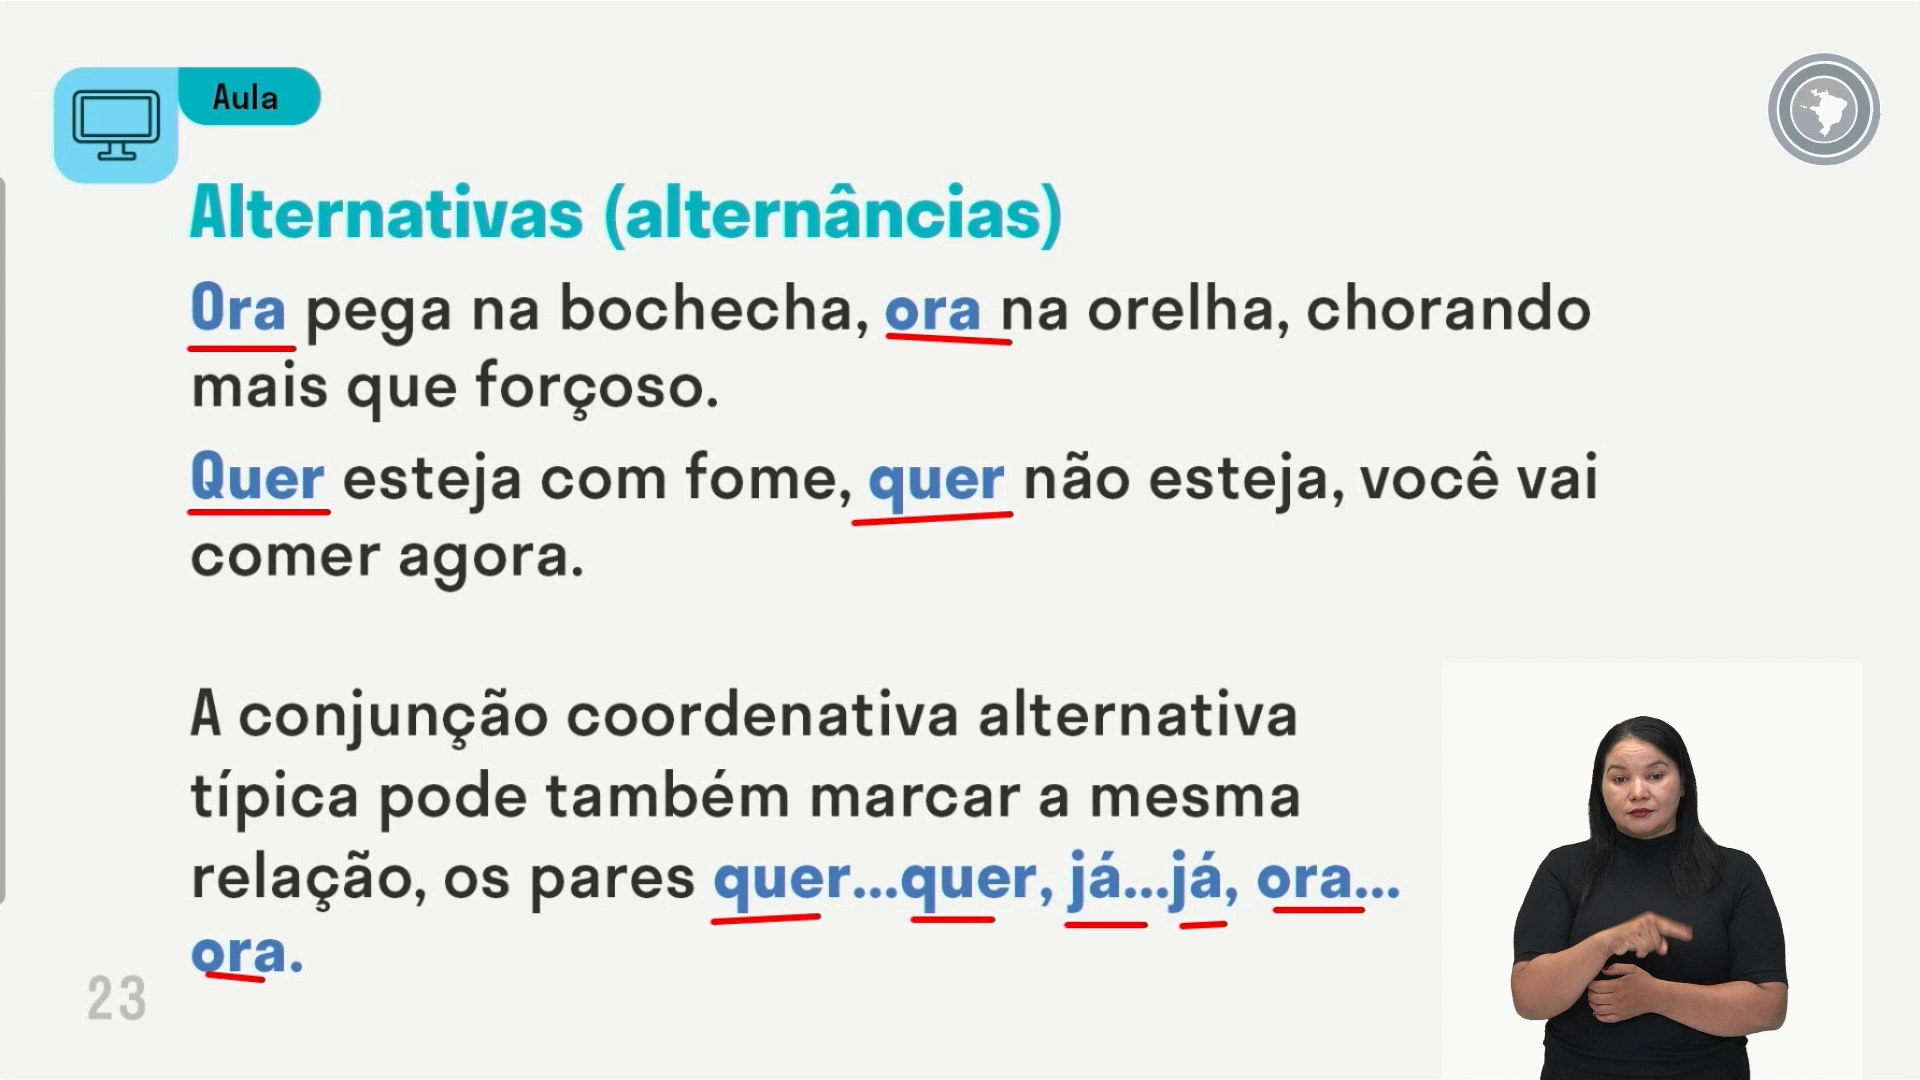 Aula
Alternativas (alternâncias)
Ora pega na bochecha, ora na orelha, chorando
mais que forçoso.
Quer esteja com fome, quer não esteja, você vai
comer agora.
A conjunção coordenativa alternativa
típica pode também marcar a mesma
relação, os pares quer...quer, já...já, ora...
ora.
23